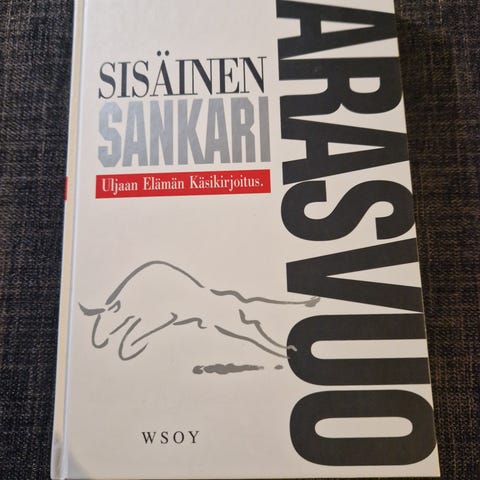 SISÄINEN
SANKARI
Uljaan Elämän Käsikirjoitus.
ARASVUO
WSOY